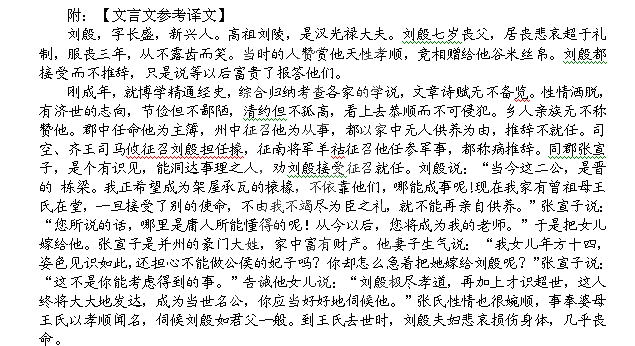 附：【文言文参考译文】
刘殷，字长盛，新兴人。高祖刘陵，是汉光禄大夫。刘殷七岁丧父，居丧悲哀超于礼
制，服丧三年，从不露齿而笑。当时的人赞赏他天性孝顺，竞相赠给他谷米丝帛。刘殷都
接受而不推辞，只是说等以后富贵了报答他们。
刚成年，就博学精通经史，综合归纳考查各家的学说，文章诗赋无不备览。性情洒脱，
有济世的志向，节俭但不鄙陋，清约但不孤高，看上去恭顺而不可侵犯。乡人亲族无不称
赞他。郡中任命他为主簿，州中征召他为从事，都以家中无人供养为由，推辞不就任。司
空、齐王司马攸征召刘殷担任掾，征南将军羊祜征召他任参军事，都称病推辞。同郡张宣
子，是个有识见，能洞达事理之人，劝刘殷接受征召就任。刘殷说：“当今这二公，是晋
的 栋梁。我正希望成为架屋承瓦的榱椽，不依靠他们，哪能成事呢!现在我家有曾祖母王
氏在堂，一旦接受了别的使命，不由我不竭尽为臣之礼，就不能再亲自供养。”张宣子说：
“您所说的话，哪里是庸人所能懂得的呢！从今以后，您将成为我的老师。”于是把女儿
嫁给他。张宣子是并州的豪门大姓，家中富有财产。他妻子生气说： “我女儿年方十四，
姿色见识如此，还担心不能做公侯的妃子吗？你却怎么急着把她嫁给刘殷呢？”张宣子说：
“这不是你能考虑得到的事。”告诫他女儿说：“刘殷极尽孝道，再加上才识超世，这人
终将大大地发达，成为当世名公，你应当好好地伺候他。”张氏性情也很婉顺，事奉婆母
王氏以孝顺闻名，伺候刘殷如君父一般。到王氏去世时，刘殷夫妇悲哀损伤身体，几乎丧
命。